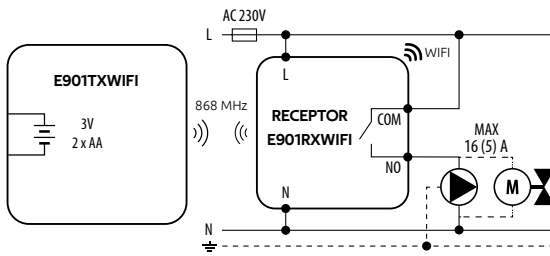 AC 230V
L
E901TXWIFI
3V
2 x AA
868 MHz
WIFI
L
RECEPTOR
E901RXWIFI
COM
NO
N
MAX
16 (5) A
M
N